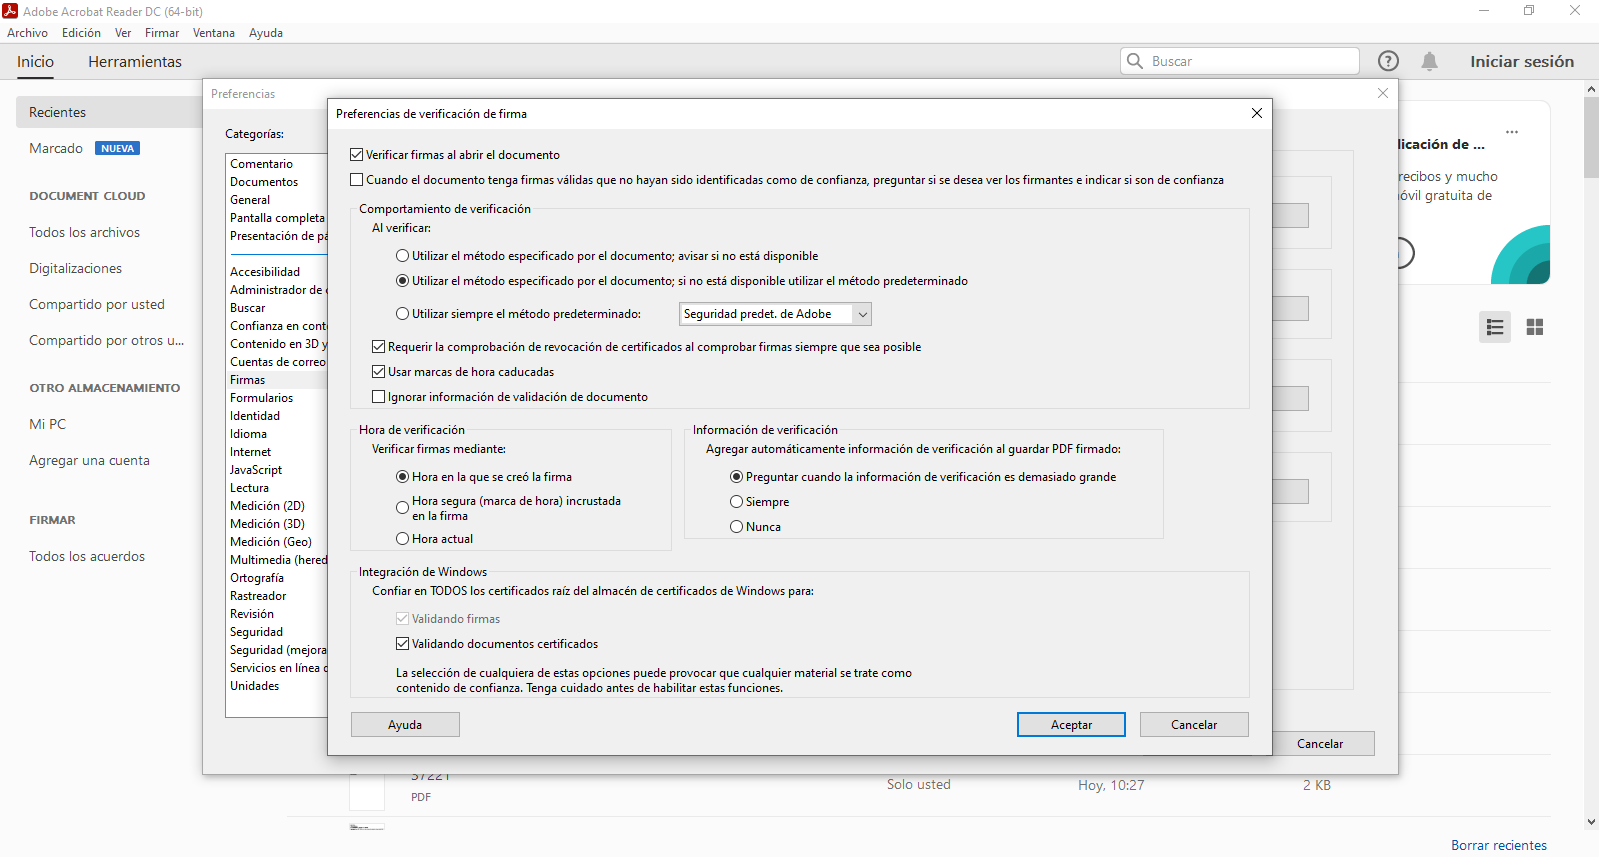 Adobe Acrobat Reader DC (64-bit)
Archivo Edición Ver Firmar Ventana Ayuda
Inicio Herramientas
Buscar
Iniciar sesión
Recientes
Marcado NUEVA
DOCUMENT CLOUD
Todos los archivos
Digitalizaciones
Compartido por usted
Compartido por otros u...
OTRO ALMACENAMIENTO
Mi PC
Agregar una cuenta
FIRMAR
Todos los acuerdos
Preferencias
Categorías:
Comentario
Documentos
General
Pantalla completa
Presentación de pá
Accesibilidad
Administrador de
Buscar
Confianza en cont
Contenido en 3D y
Cuentas de correo
Firmas
Formularios
Identidad
Idioma
Internet
JavaScript
Lectura
Medición (2D)
Medición (3D)
Medición (Geo)
Multimedia (hered
Ortografía
Rastreador
Revisión
Seguridad
Seguridad (mejora
Servicios en línea
Unidades
Preferencias de verificación de firma
Verificar firmas al abrir el documento
Cuando el documento tenga firmas válidas que no hayan sido identificadas como de confianza, preguntar si se desea ver los firmantes e indicar si son de confianza
Comportamiento de verificación
Al verificar:
Utilizar el método especificado por el documento; avisar si no está disponible
Utilizar el método especificado por el documento; si no está disponible utilizar el método predeterminado
Utilizar siempre el método predeterminado: Seguridad predet. de Adobe
Requerir la comprobación de revocación de certificados al comprobar firmas siempre que sea posible
Usar marcas de hora caducadas
Ignorar información de validación de documento
Hora de verificación
Verificar firmas mediante:
Hora en la que se creó la firma
Hora segura (marca de hora) incrustada
en la firma
Hora actual
Información de verificación
Agregar automáticamente información de verificación al guardar PDF firmado:
Preguntar cuando la información de verificación es demasiado grande
Siempre
Nunca
Integración de Windows
Confiar en TODOS los certificados raíz del almacén de certificados de Windows para:
Validando firmas
Validando documentos certificados
La selección de cualquiera de estas opciones puede provocar que cualquier material se trate como
contenido de confianza. Tenga cuidado antes de habilitar estas funciones.
Ayuda Aceptar Cancelar
Cancelar
licación de ...
recibos y mucho
óvil gratuita de
37221
PDF
Solo usted Hoy, 10:27 2 KB
Borrar recientes